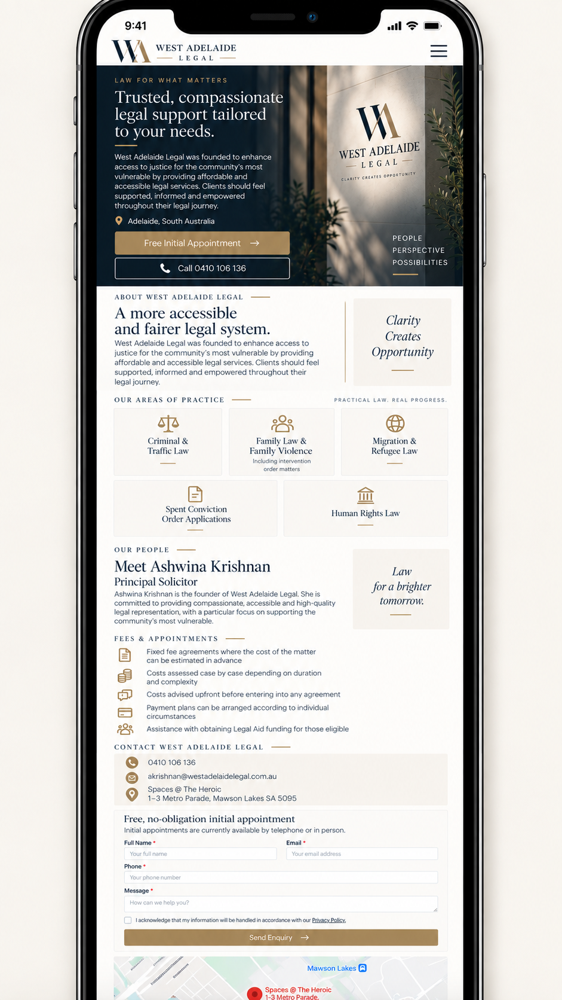 9:41
WEST ADELAIDE
LEGAL
LAW FOR WHAT MATTERS
Trusted, compassionate
legal support tailored
to your needs.
West Adelaide Legal was founded to enhance
access to justice for the community's most
vulnerable by providing affordable and
accessible legal services. Clients should feel
supported, informed and empowered
throughout their legal journey.
Adelaide, South Australia
Free Initial Appointment →
Call 0410 106 136
WA
WEST ADELAIDE
LEGAL
CLARITY CREATES OPPORTUNITY
PEOPLE
PERSPECTIVE
POSSIBILITIES
ABOUT WEST ADELAIDE LEGAL
A more accessible
and fairer legal system.
West Adelaide Legal was founded to enhance access to
justice for the community's most vulnerable by providing
affordable and accessible legal services. Clients should feel
supported, informed and empowered throughout their
legal journey.
Clarity
Creates
Opportunity
OUR AREAS OF PRACTICE
PRACTICAL LAW. REAL PROGRESS.
Criminal &
Traffic Law
Family Law &
Family Violence
Including intervention
order matters
Migration &
Refugee Law
Spent Conviction
Order Applications
Human Rights Law
OUR PEOPLE
Meet Ashwina Krishnan
Principal Solicitor
Ashwina Krishnan is the founder of West Adelaide Legal. She is
committed to providing compassionate, accessible and high-quality
legal representation, with a particular focus on supporting the
community's most vulnerable.
Law
for a brighter
tomorrow.
FEES & APPOINTMENTS
Fixed fee agreements where the cost of the matter
can be estimated in advance
Costs assessed case by case depending on duration
and complexity
Costs advised upfront before entering into any agreement
Payment plans can be arranged according to individual
circumstances
Assistance with obtaining Legal Aid funding for those eligible
CONTACT WEST ADELAIDE LEGAL
0410 106 136
akrishnan@westadelaidelegal.com.au
Spaces @ The Heroic
1–3 Metro Parade, Mawson Lakes SA 5095
Free, no-obligation initial appointment
Initial appointments are currently available by telephone or in person.
Full Name *
Your full name
Email *
Your email address
Phone *
Your phone number
Message *
How can we help you?
I acknowledge that my information will be handled in accordance with our Privacy Policy.
Send Enquiry →
Mawson Lakes
Spaces @ The Heroic
1-3 Metro Parade,